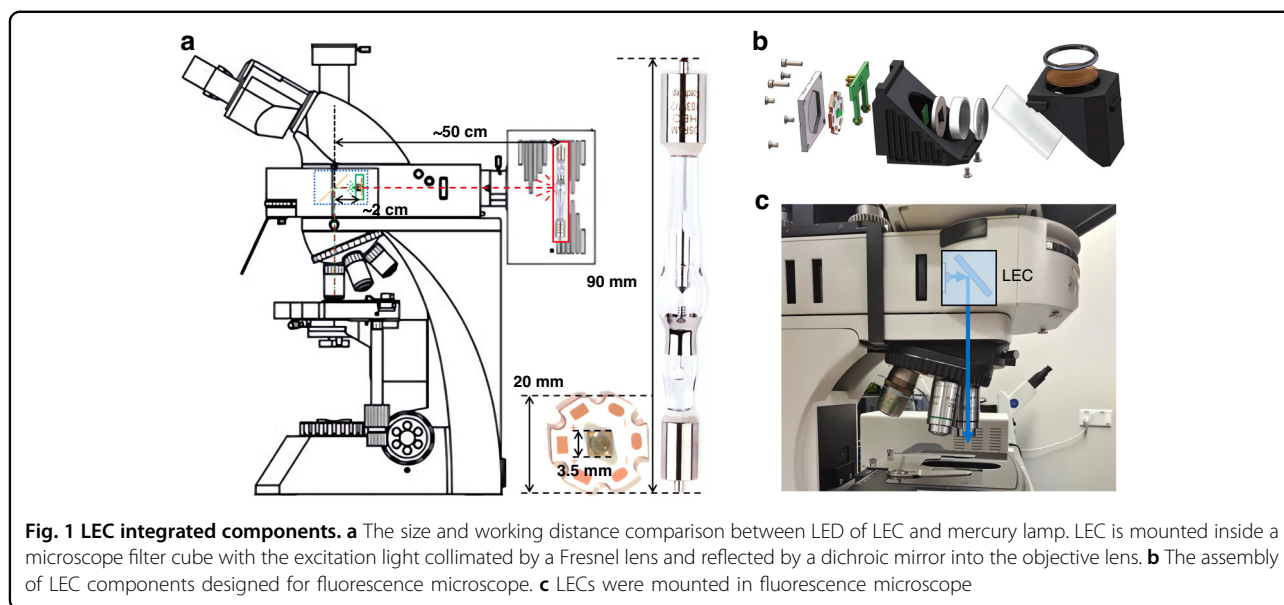 a
~50 cm
~2 cm
90 mm
20 mm
3.5 mm
b
c
LEC
Fig. 1 LEC integrated components. a The size and working distance comparison between LED of LEC and mercury lamp. LEC is mounted inside a
microscope filter cube with the excitation light collimated by a Fresnel lens and reflected by a dichroic mirror into the objective lens. b The assembly
of LEC components designed for fluorescence microscope. c LECs were mounted in fluorescence microscope